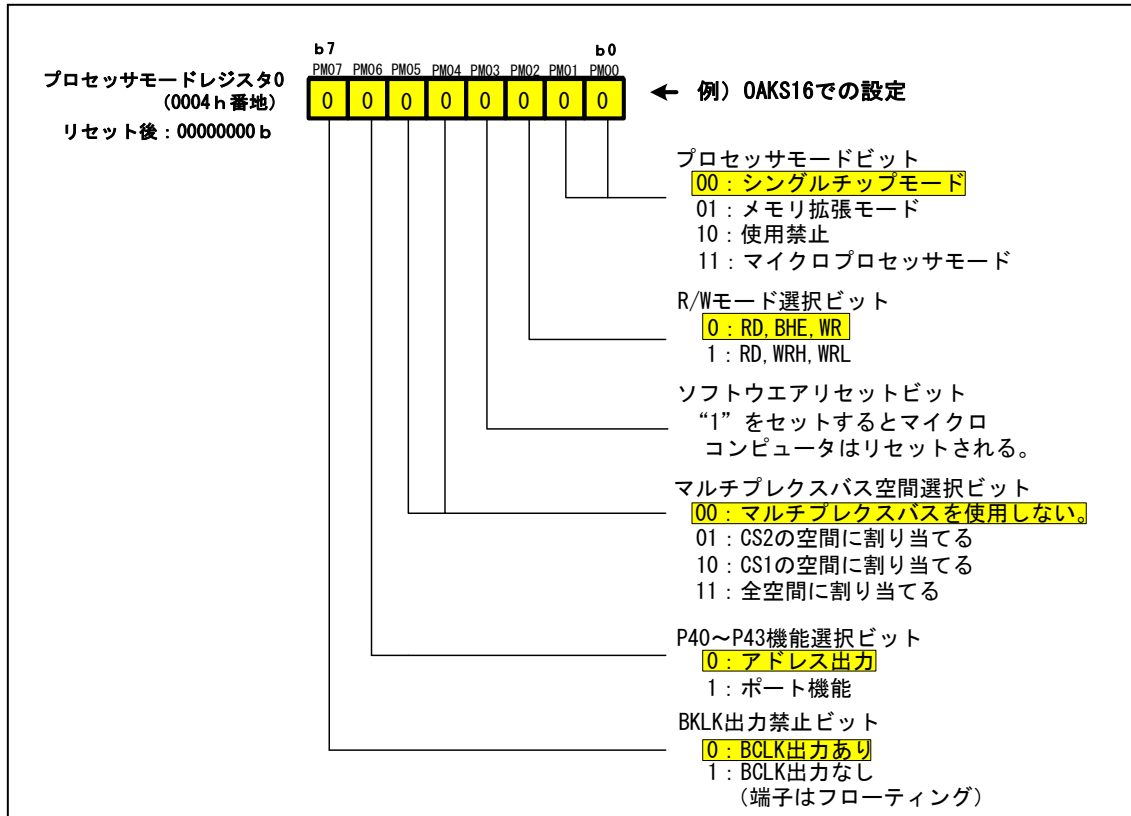 b7 b0
PM07 PM06 PM05 PM04 PM03 PM02 PM01 PM00
プロセッサモードレジスタ0
(0004h番地)
0 0 0 0 0 0 0 0
← 例）OAKS16での設定
リセット後：00000000b
プロセッサモードビット
00：シングルチップモード
01：メモリ拡張モード
10：使用禁止
11：マイクロプロセッサモード
R/Wモード選択ビット
0：RD,BHE,WR
1：RD,WRH,WRL
ソフトウエアリセットビット
“1”をセットするとマイクロ
コンピュータはリセットされる。
マルチプレクスバス空間選択ビット
00：マルチプレクスバスを使用しない。
01：CS2の空間に割り当てる
10：CS1の空間に割り当てる
11：全空間に割り当てる
P40～P43機能選択ビット
0：アドレス出力
1：ポート機能
BKLK出力禁止ビット
0：BCLK出力あり
1：BCLK出力なし
（端子はフローティング）